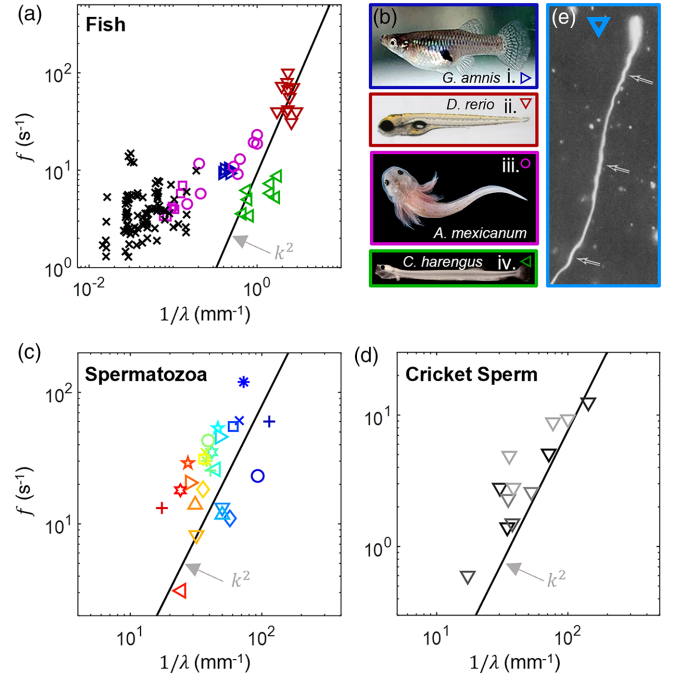 (a)
Fish
f (s⁻¹)
10²
10¹
10⁰
10⁻²
10⁰
1/λ (mm⁻¹)
k²
(b)
G. amnis i.
D. rerio ii.
iii.
A. mexicanum
C. harengus iv.
(e)
(c)
Spermatozoa
f (s⁻¹)
10²
10¹
10¹
10²
1/λ (mm⁻¹)
k²
(d)
Cricket Sperm
10¹
10⁰
10¹
10²
1/λ (mm⁻¹)
k²